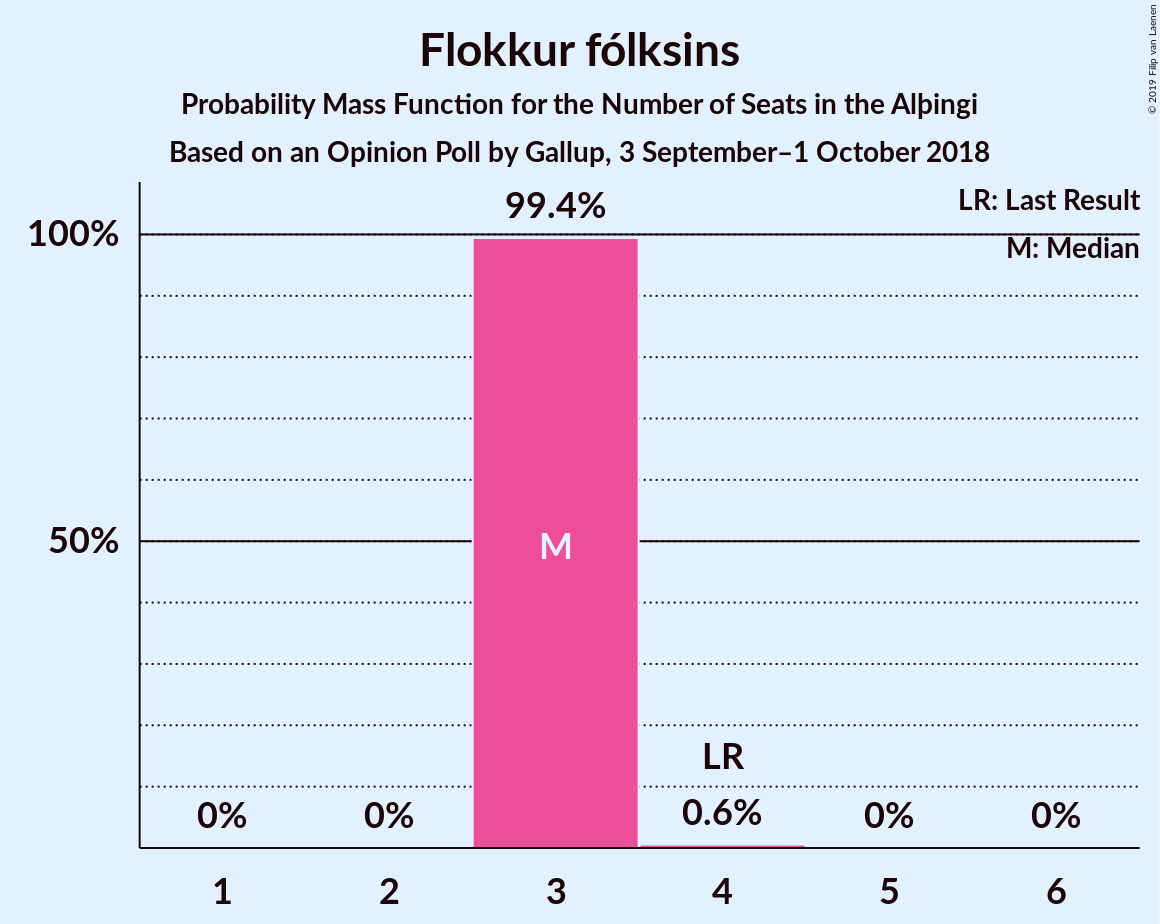 Flokkur fólksins
Probability Mass Function for the Number of Seats in the Alþingi
Based on an Opinion Poll by Gallup, 3 September–1 October 2018
© 2019 Filip van Laenen
LR: Last Result
M: Median
99.4%
100%
50%
M
LR
0% 0% 0.6% 0% 0%
1 2 3 4 5 6